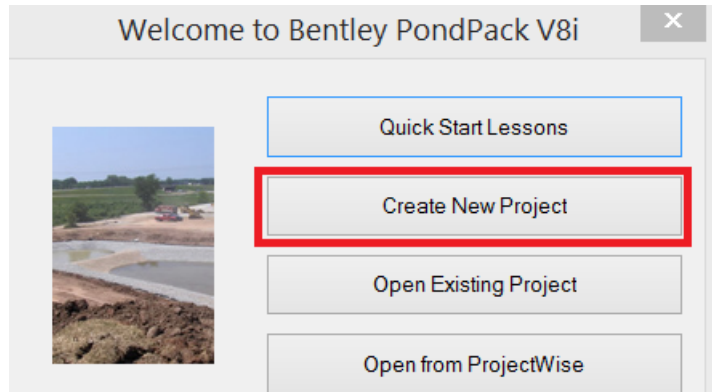 Welcome to Bentley PondPack V8i
Quick Start Lessons
Create New Project
Open Existing Project
Open from ProjectWise